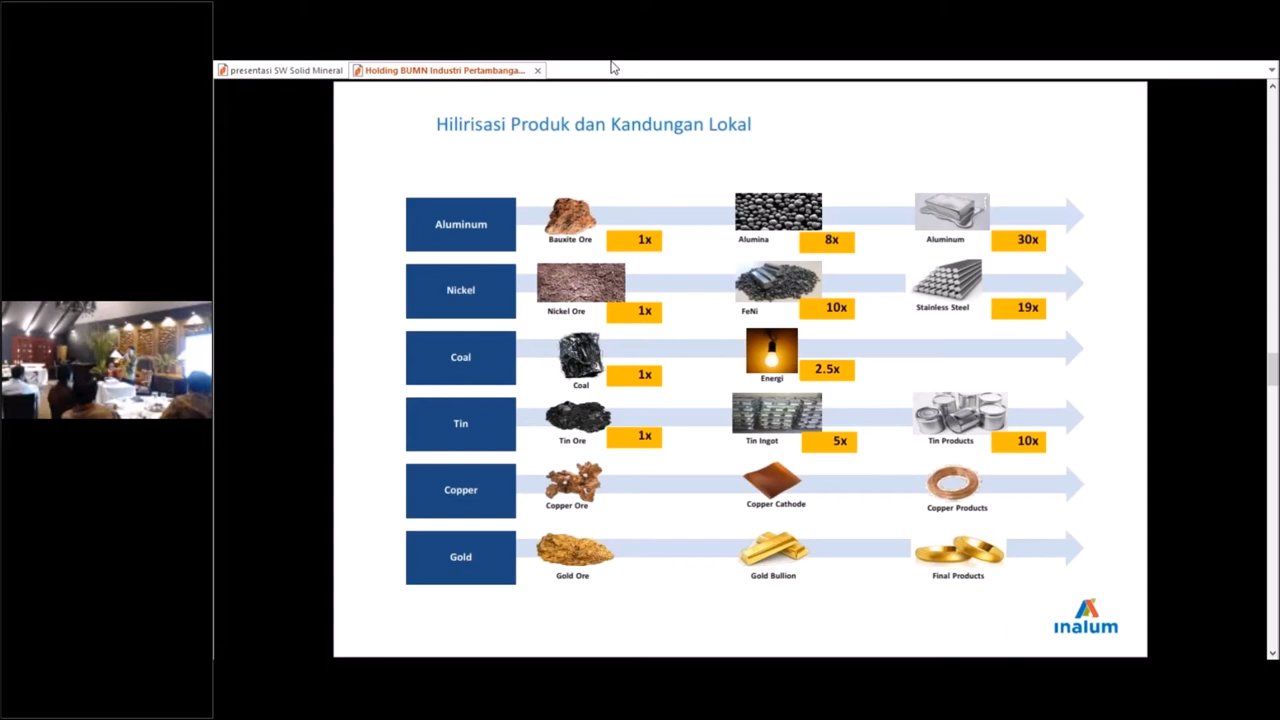 presentasi SW Solid Mineral
Holding BUMN Industri Pertambanga...
Hilirisasi Produk dan Kandungan Lokal
Aluminum
Bauxite Ore
1x
Alumina
8x
Aluminum
30x
Nickel
Nickel Ore
1x
FeNi
10x
Stainless Steel
19x
Coal
Coal
1x
Energi
2.5x
Tin
Tin Ore
1x
Tin Ingot
5x
Tin Products
10x
Copper
Copper Ore
Copper Cathode
Copper Products
Gold
Gold Ore
Gold Bullion
Final Products
inalum